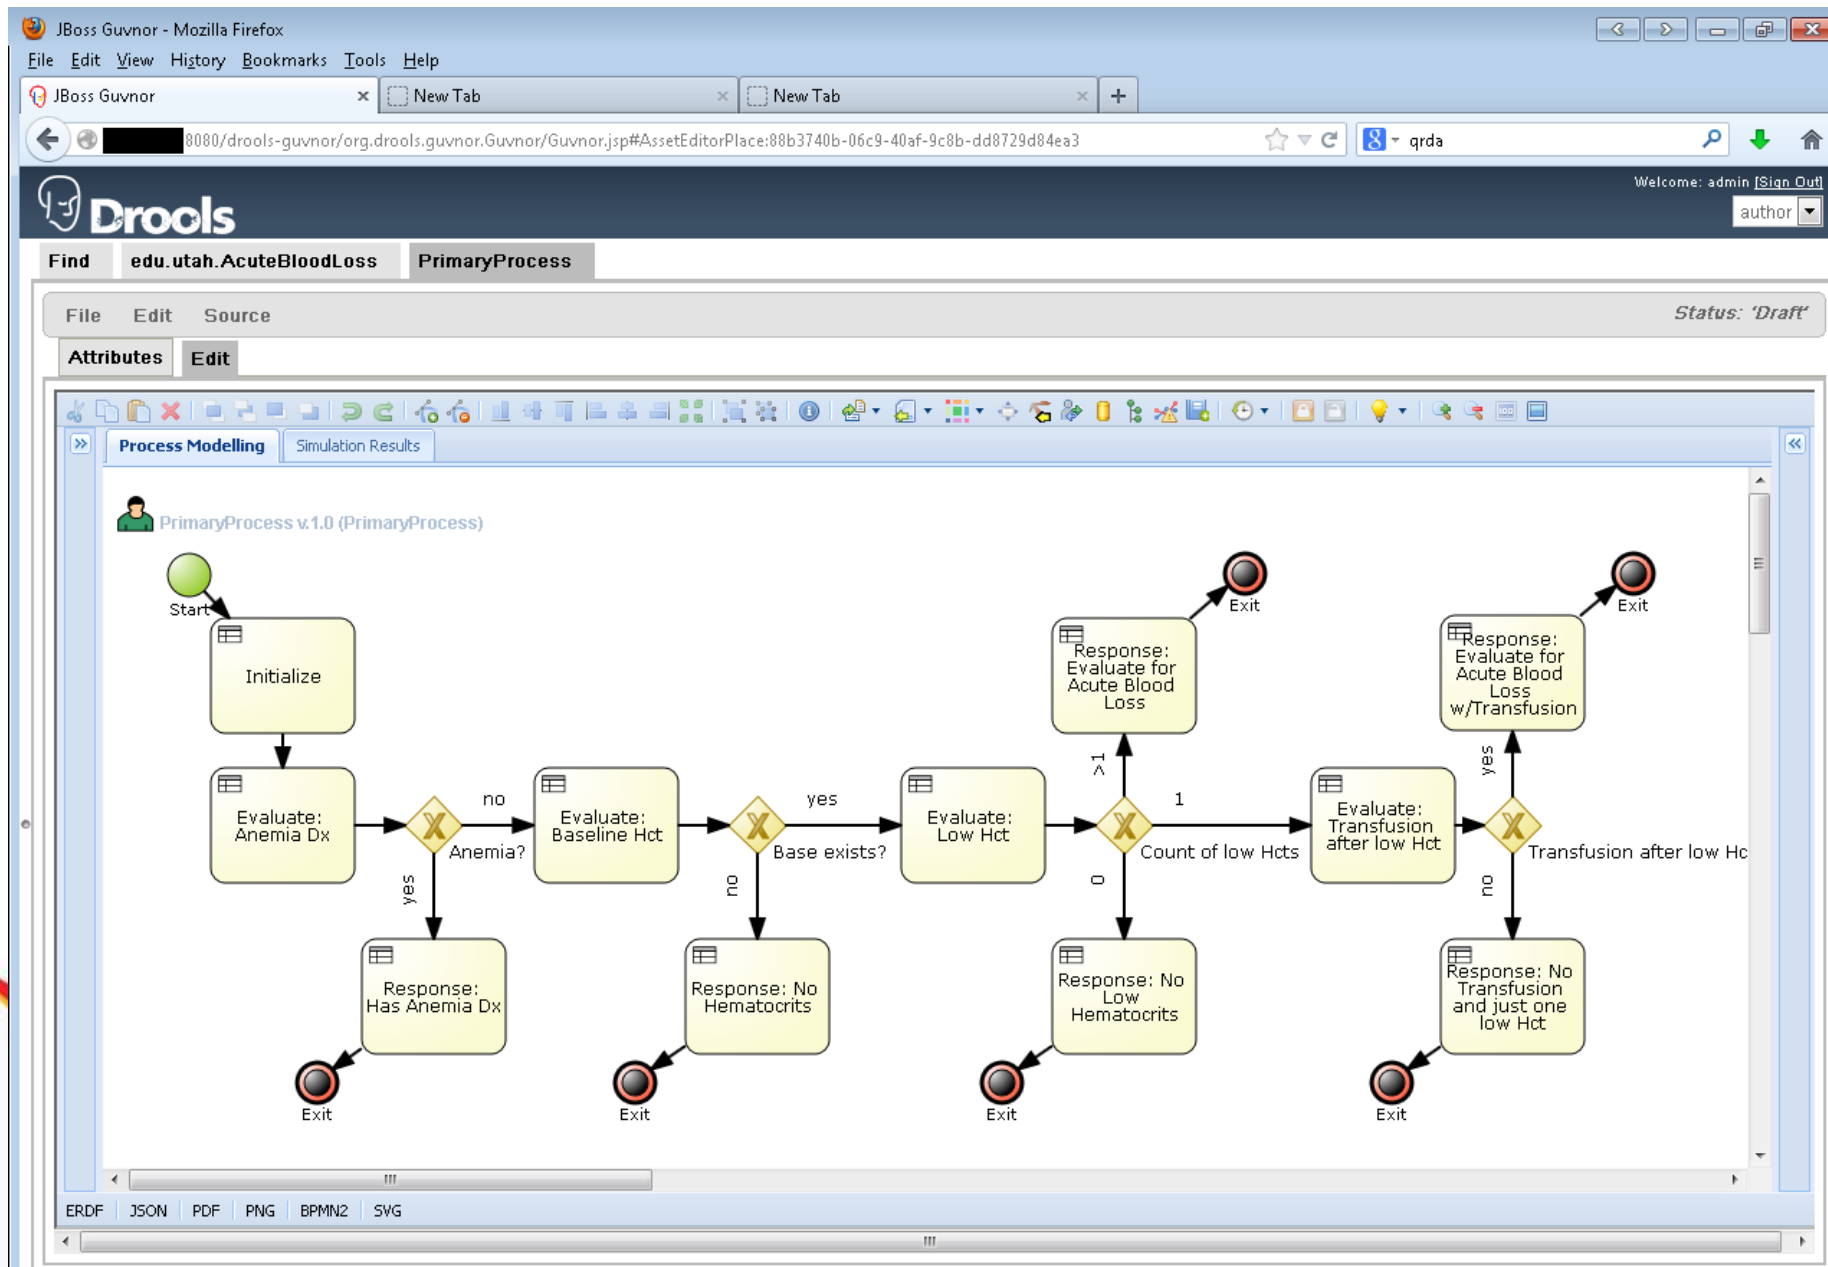 JBoss Guvnor - Mozilla Firefox
File Edit View History Bookmarks Tools Help
JBoss Guvnor
New Tab
New Tab
8080/drools-guvnor/org.drools.guvnor.Guvnor/Guvnor.jsp#AssetEditorPlace:88b3740b-06c9-40af-9c8b-dd8729d84ea3
8
qrda
Welcome: admin [Sign Out]
author
Drools
Find
edu.utah.AcuteBloodLoss
PrimaryProcess
File Edit Source
Status: 'Draft'
Attributes
Edit
Process Modelling
Simulation Results
PrimaryProcess v.1.0 (PrimaryProcess)
Start
Exit
Exit
Initialize
Response:
Evaluate for
Acute Blood
Loss
Response:
Evaluate for
Acute Blood
Loss
w/Transfusion
>1
yes
Evaluate:
Anemia Dx
no
Anemia?
Evaluate:
Baseline Hct
yes
Base exists?
Evaluate:
Low Hct
1
Count of low Hcts
Evaluate:
Transfusion
after low Hct
Transfusion after low Hc
yes
no
0
no
Response:
Has Anemia Dx
Response: No
Hematocrits
Response: No
Low
Hematocrits
Response: No
Transfusion
and just one
low Hct
Exit
Exit
Exit
Exit
ERDF JSON PDF PNG BPMN2 SVG